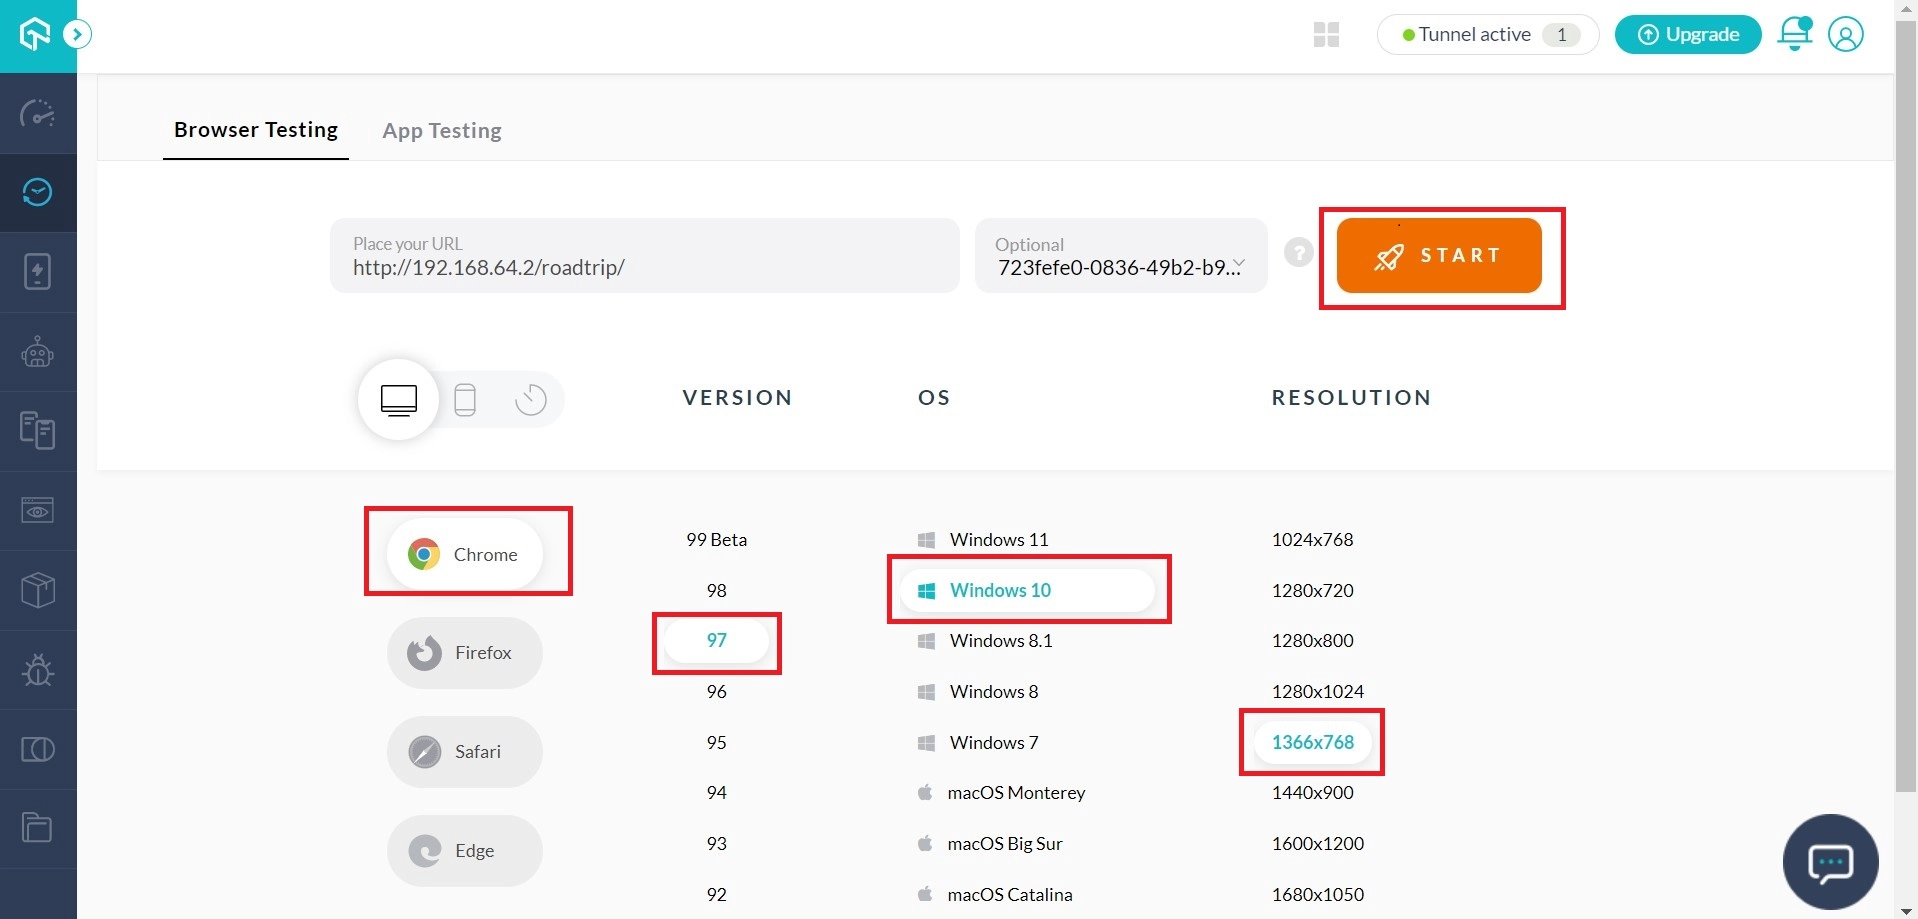 Tunnel active 1
Upgrade
Browser Testing
App Testing
Place your URL
http://192.168.64.2/roadtrip/
Optional
723fefe0-0836-49b2-b9...
?
START
VERSION
OS
RESOLUTION
Chrome
Firefox
Safari
Edge
99 Beta
98
97
96
95
94
93
92
Windows 11
Windows 10
Windows 8.1
Windows 8
Windows 7
macOS Monterey
macOS Big Sur
macOS Catalina
1024x768
1280x720
1280x800
1280x1024
1366x768
1440x900
1600x1200
1680x1050